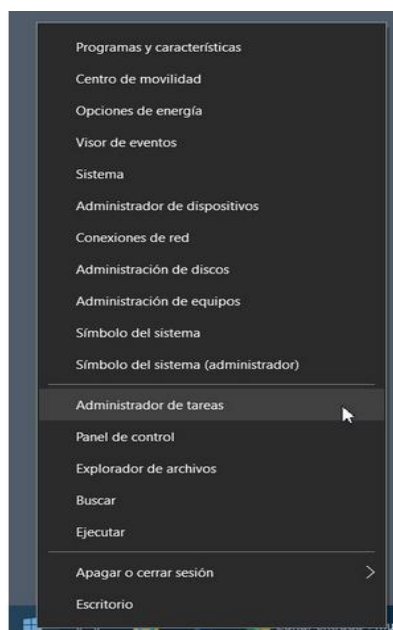 Programas y características
Centro de movilidad
Opciones de energía
Visor de eventos
Sistema
Administrador de dispositivos
Conexiones de red
Administración de discos
Administración de equipos
Símbolo del sistema
Símbolo del sistema (administrador)
Administrador de tareas
Panel de control
Explorador de archivos
Buscar
Ejecutar
Apagar o cerrar sesión
Escritorio